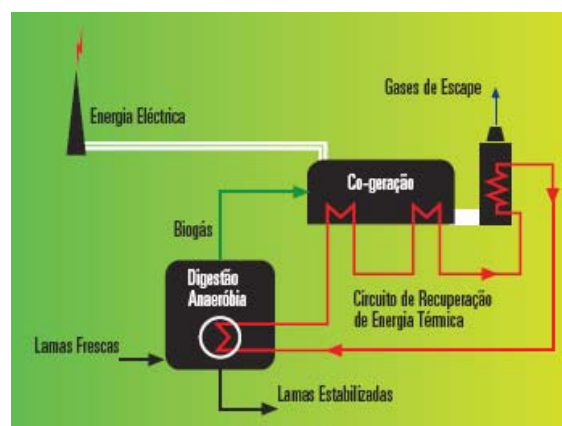 Gases de Escape
Energia Eléctrica
Co-geração
Biogás
Digestão
Anaeróbia
Circuito de Recuperação
de Energia Térmica
Lamas Frescas
Lamas Estabilizadas